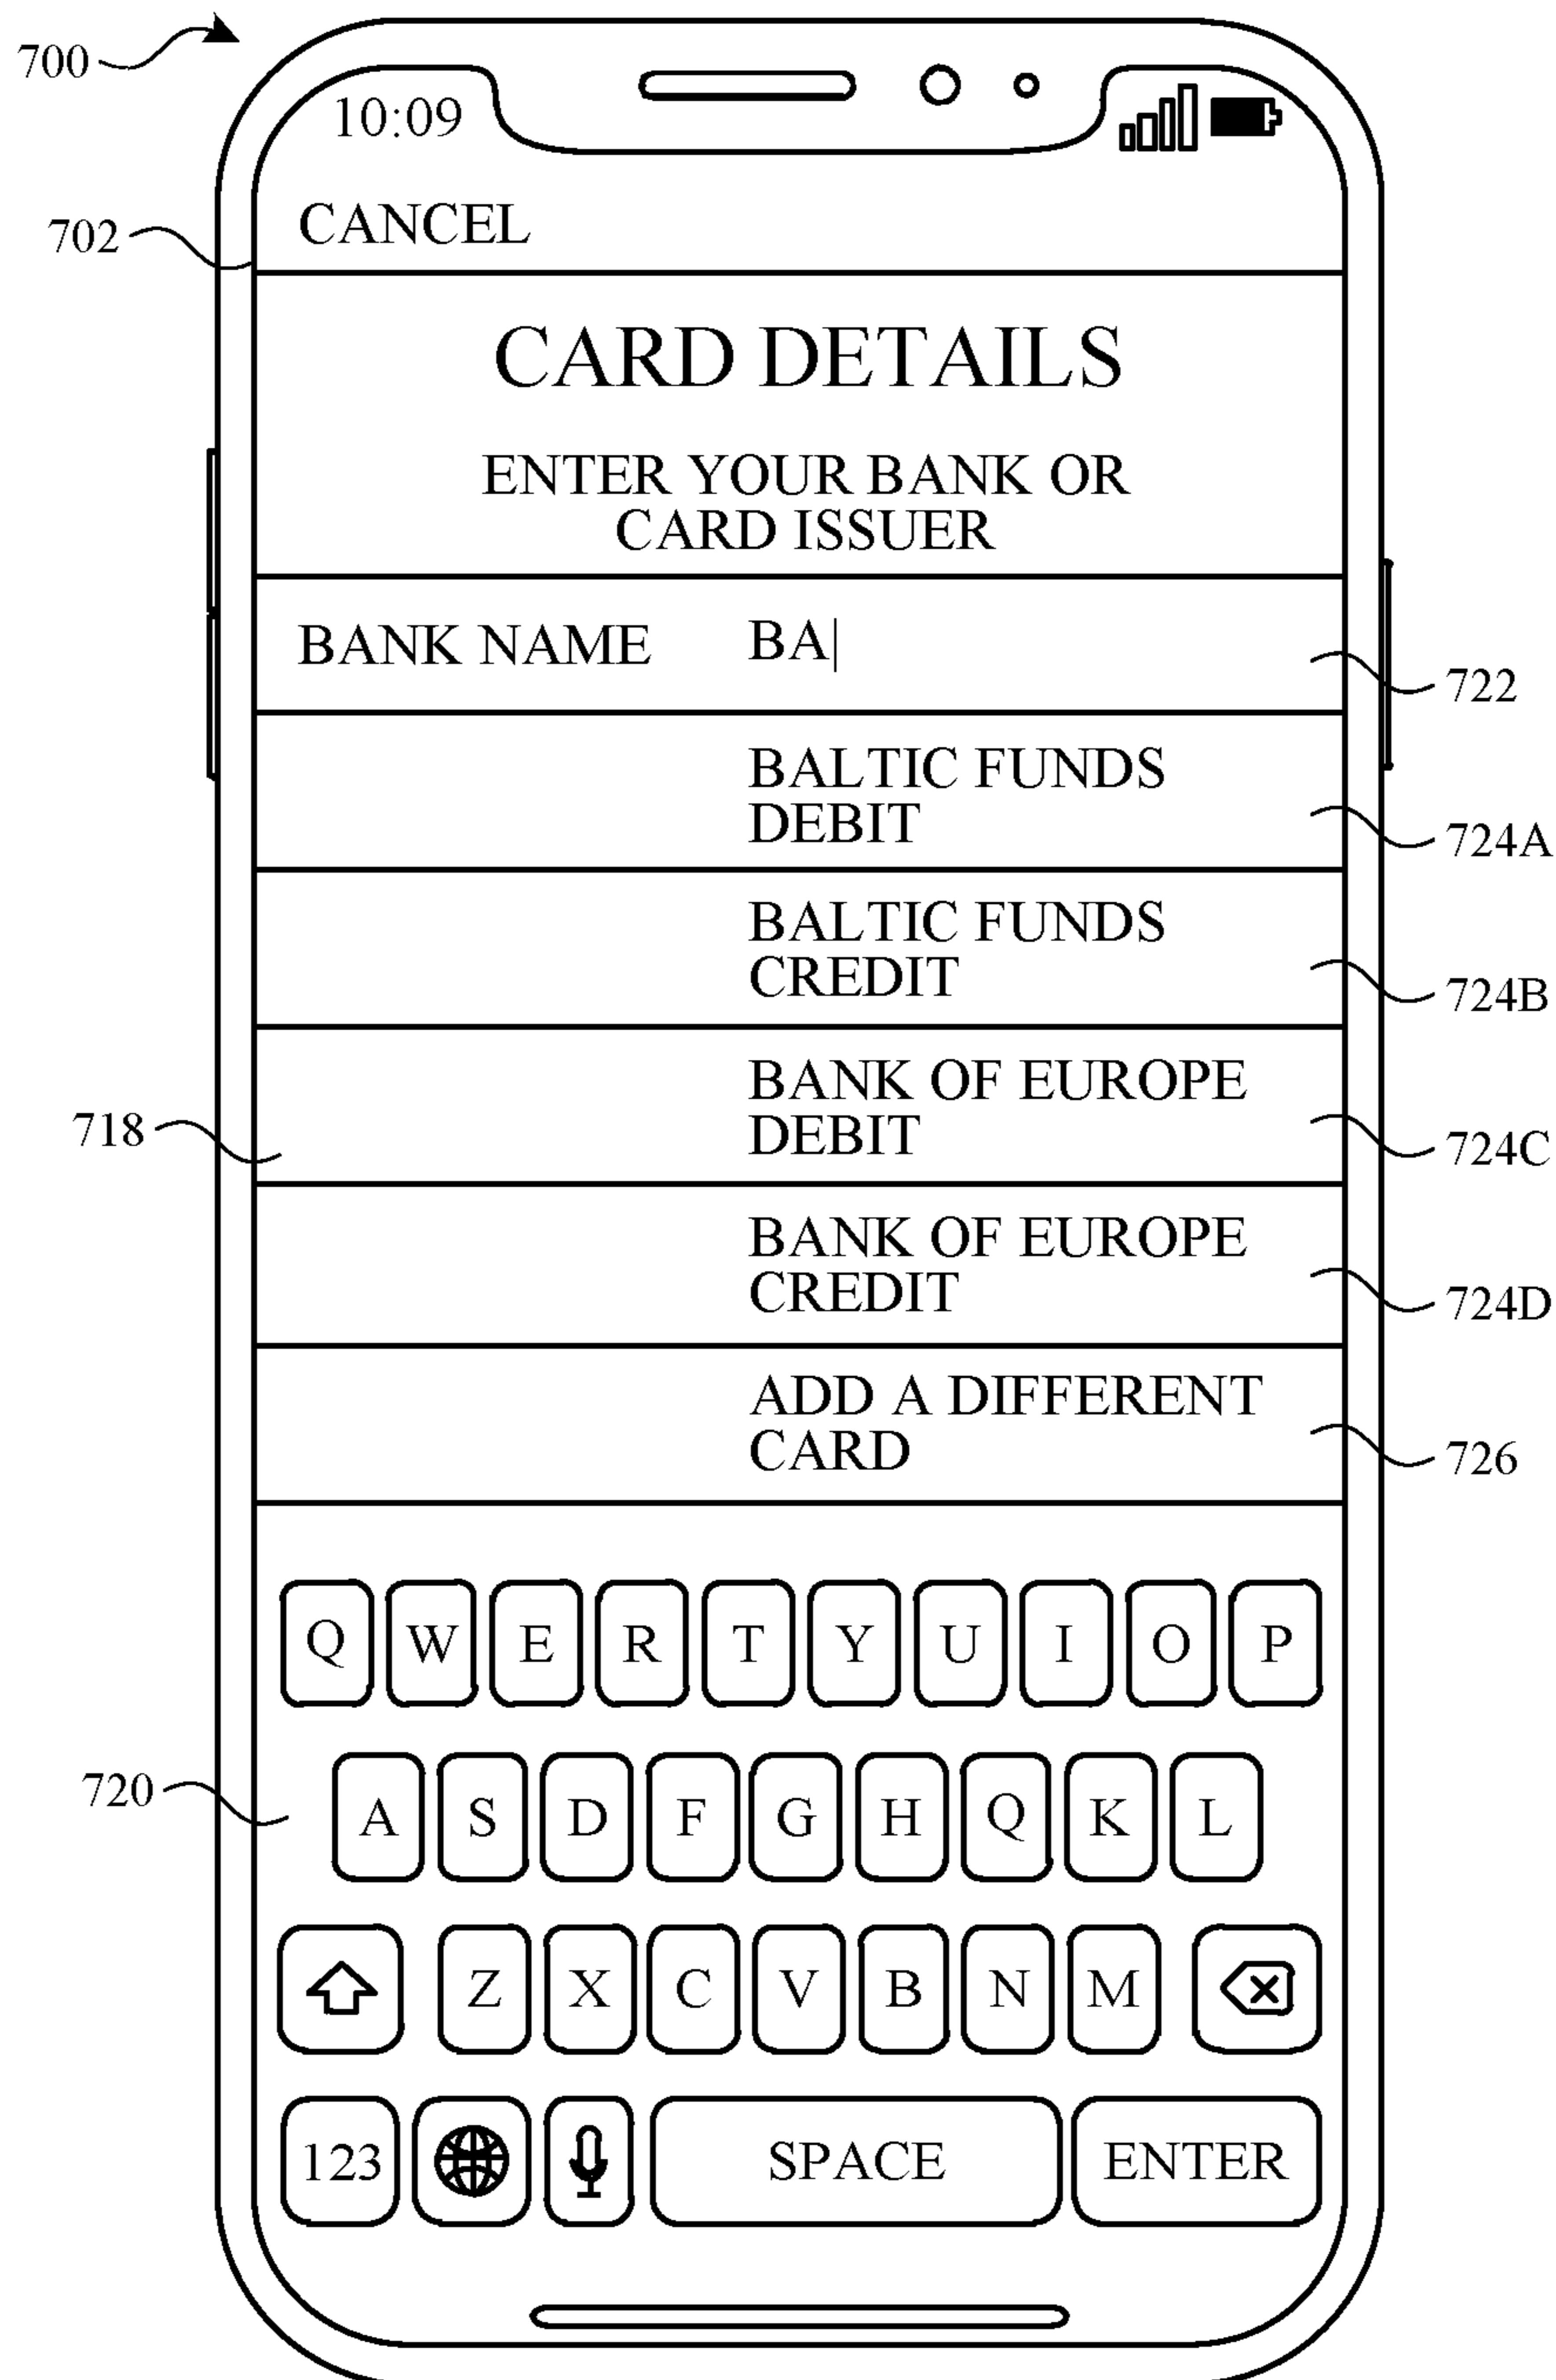 700
10:09
CANCEL
702
CARD DETAILS
ENTER YOUR BANK OR
CARD ISSUER
BANK NAME BA|
722
BALTIC FUNDS
DEBIT
724A
BALTIC FUNDS
CREDIT
724B
BANK OF EUROPE
DEBIT
718
724C
BANK OF EUROPE
CREDIT
724D
ADD A DIFFERENT
CARD
726
Q W E R T Y U I O P
720
A S D F G H Q K L
Z X C V B N M
123 SPACE ENTER